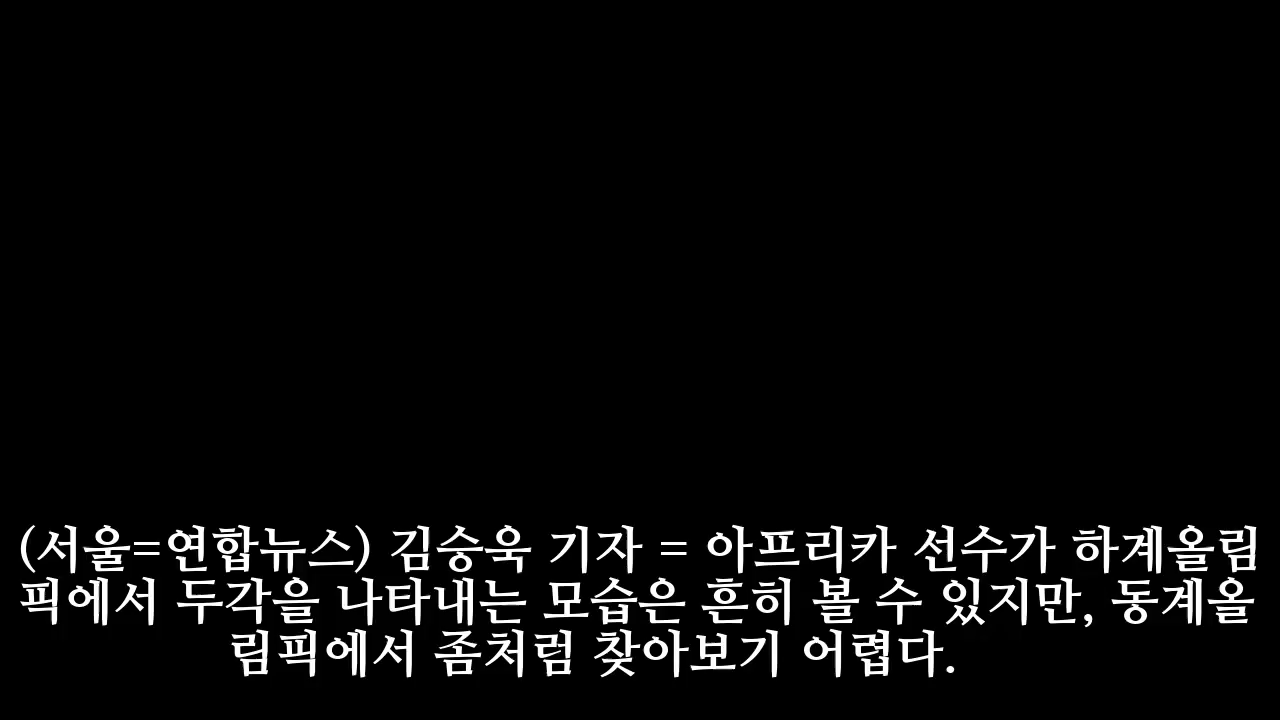 (서울=연합뉴스) 김승욱 기자 = 아프리카 선수가 하계올림
픽에서 두각을 나타내는 모습은 흔히 볼 수 있지만, 동계올
림픽에서 좀처럼 찾아보기 어렵다.